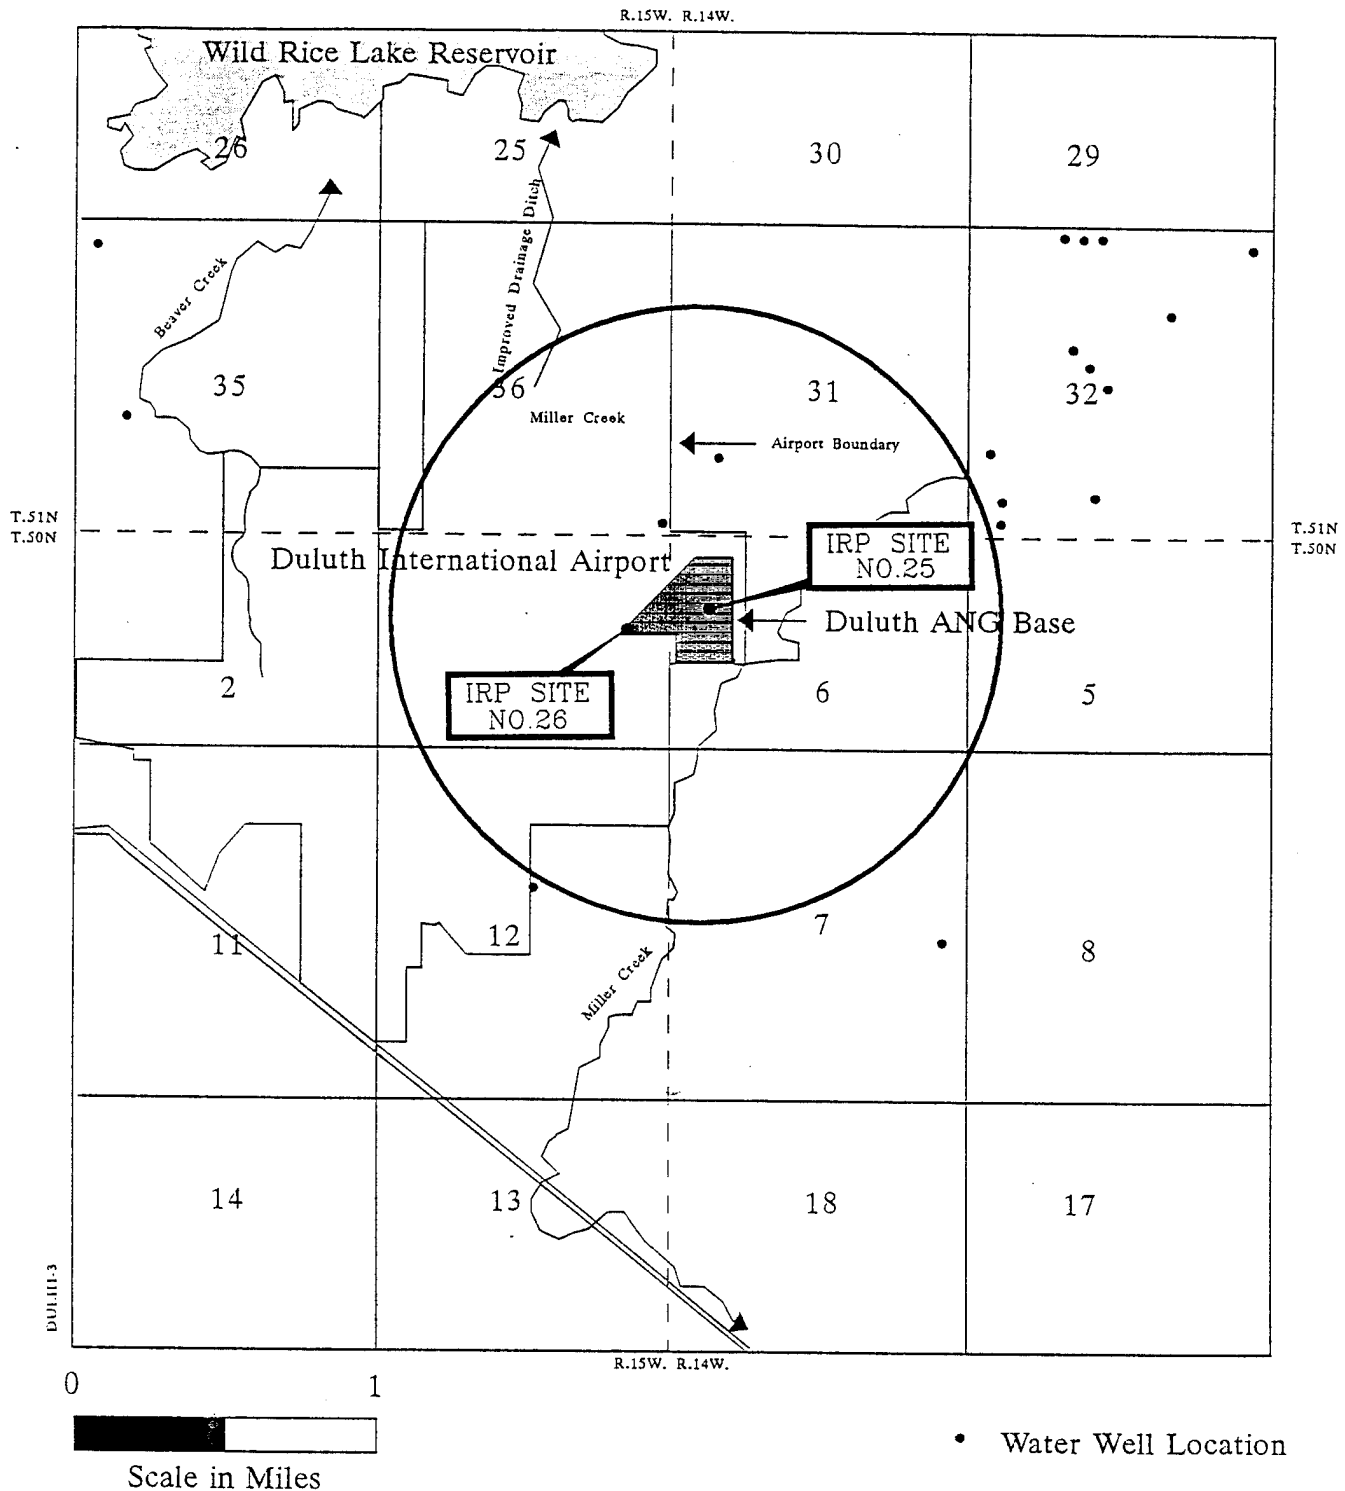 R.15W. R.14W.
Wild Rice Lake Reservoir
26
25
30
29
Improved Drainage Ditch
Beaver Creek
35
36
31
32
Miller Creek
Airport Boundary
T.51N
T.50N
T.51N
T.50N
Duluth International Airport
IRP SITE
NO.25
Duluth ANG Base
IRP SITE
NO.26
2
6
5
11
12
7
8
Miller Creek
14
13
18
17
R.15W. R.14W.
0
1
Scale in Miles
Water Well Location